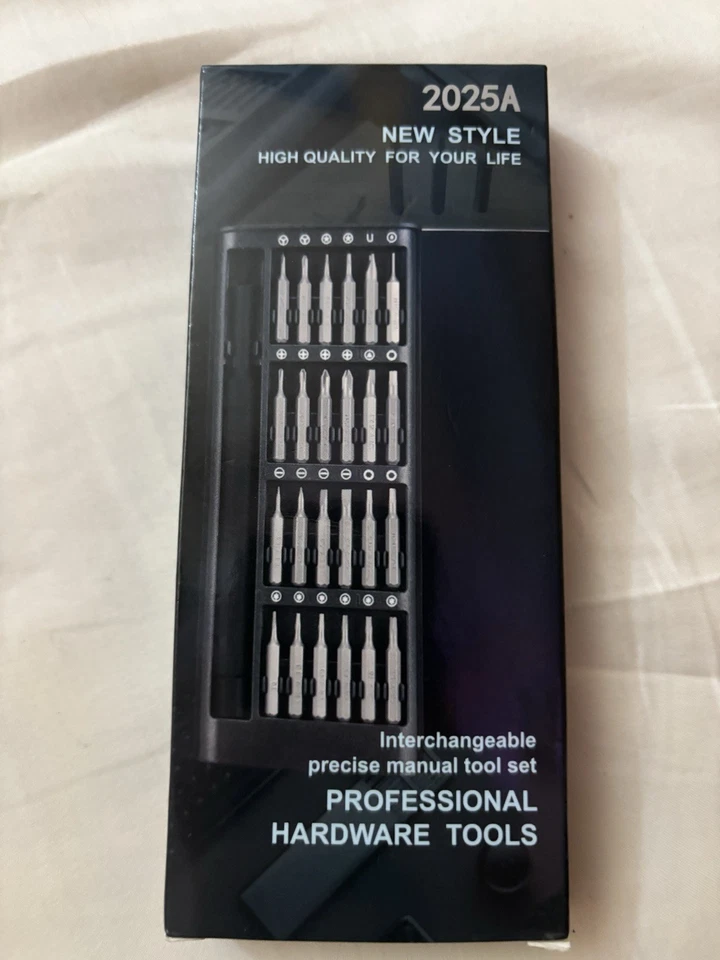 2025A
NEW STYLE
HIGH QUALITY FOR YOUR LIFE
U
Interchangeable
precise manual tool set
PROFESSIONAL
HARDWARE TOOLS